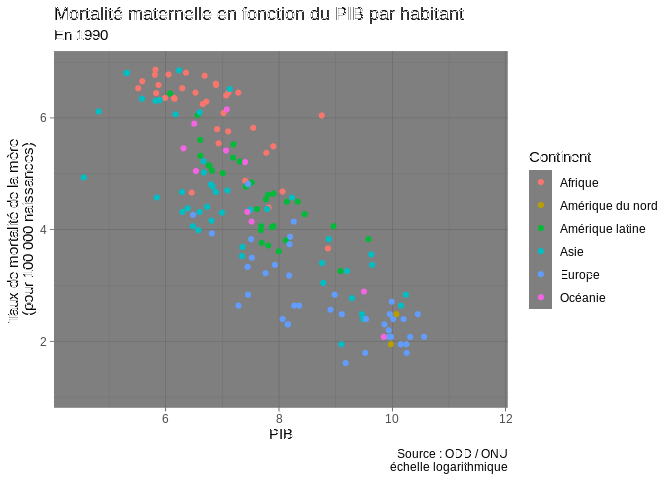 Mortalité maternelle en fonction du PIB par habitant
En 1990
Taux de mortalité de la mère
(pour 100 000 naissances)
6
4
2
6
8
10
12
PIB
Continent
Afrique
Amérique du nord
Amérique latine
Asie
Europe
Océanie
Source : ODD / ONU
échelle logarithmique